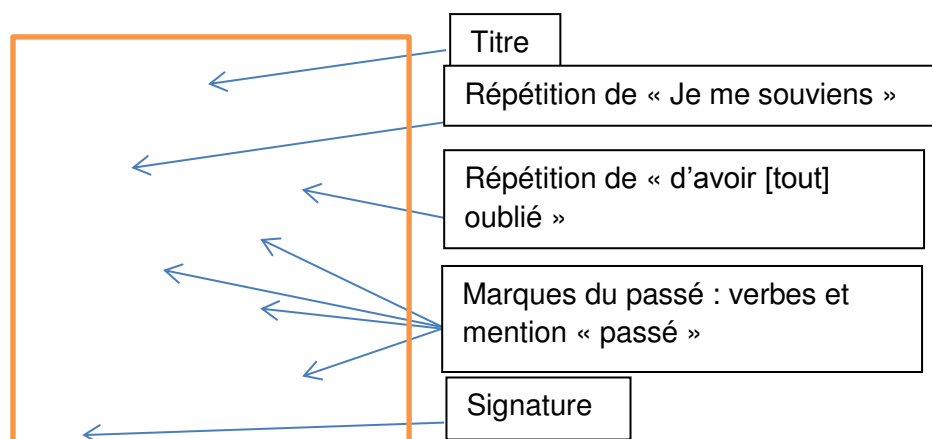 Titre
Répétition de « Je me souviens »
Répétition de « d’avoir [tout]
oublié »
Marques du passé : verbes et
mention « passé »
Signature